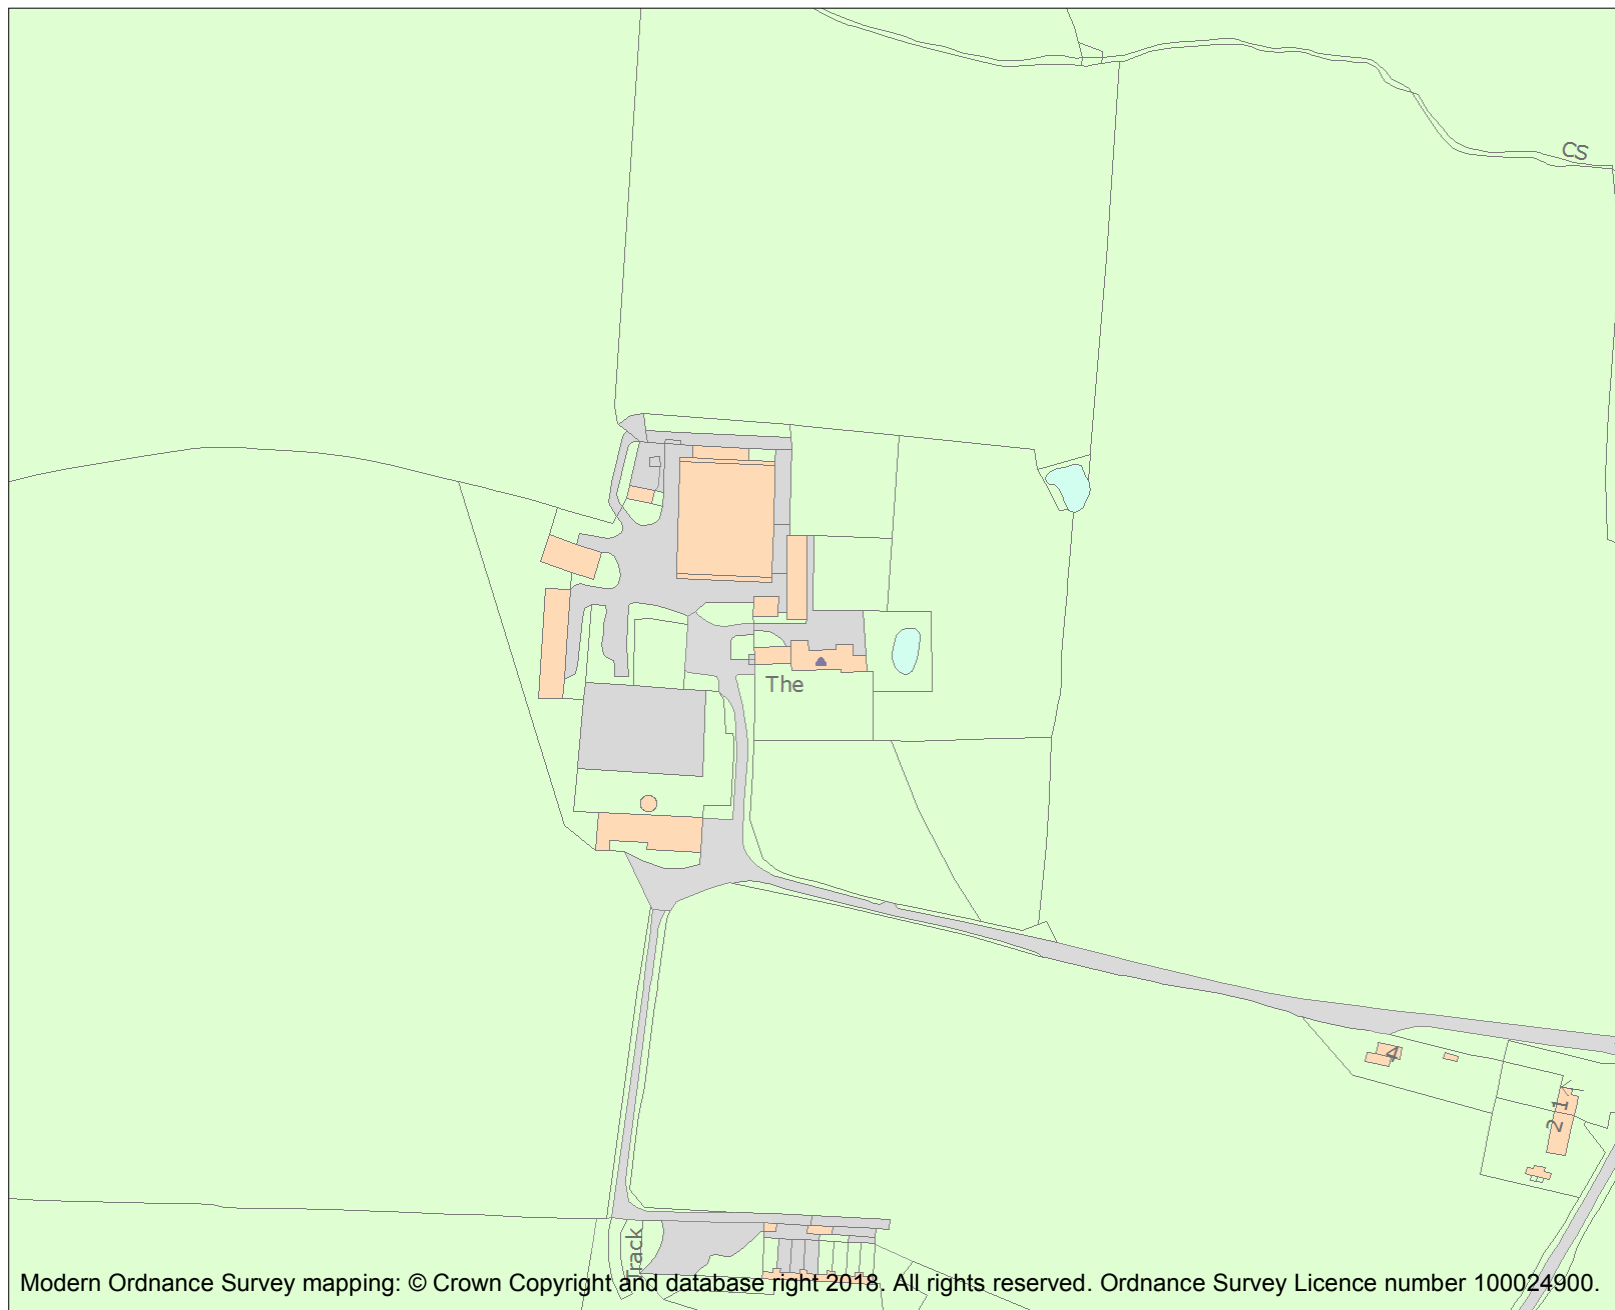 CS
The
4
2 1
Track
Modern Ordnance Survey mapping: © Crown Copyright and database right 2018. All rights reserved. Ordnance Survey Licence number 100024900.